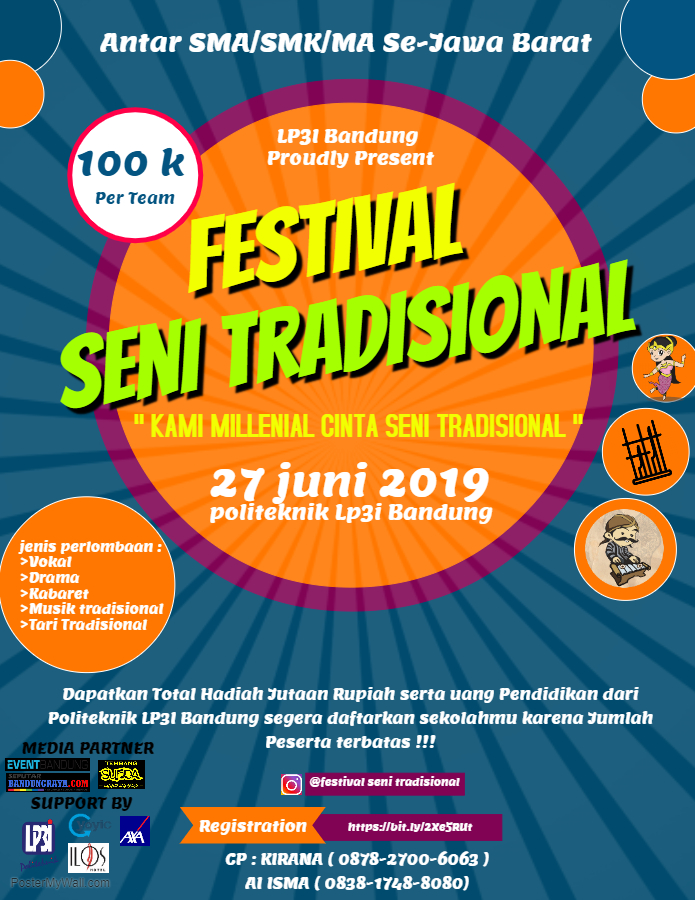 Antar SMA/SMK/MA Se-Jawa Barat
LP3I Bandung
Proudly Present
100 k
Per Team
FESTIVAL
SENI TRADISIONAL
" KAMI MILLENIAL CINTA SENI TRADISIONAL "
27 juni 2019
politeknik Lp3i Bandung
jenis perlombaan :
>Vokal
>Drama
>Kabaret
>Musik tradisional
>Tari Tradisional
Dapatkan Total Hadiah Jutaan Rupiah serta uang Pendidikan dari
Politeknik LP3I Bandung segera daftarkan sekolahmu karena Jumlah
Peserta terbatas !!!
MEDIA PARTNER
EVENTBANDUNG
SEPUTAR
BANDUNGRAYA.COM
SUPORT BY
LP3I
AXA
HOTEL
@festival seni tradisional
Registration
https://bit.ly/2Xe5RUt
CP : KIRANA ( 0878-2700-6063 )
AI ISMA ( 0838-1748-8080)
PosterMyWall.com